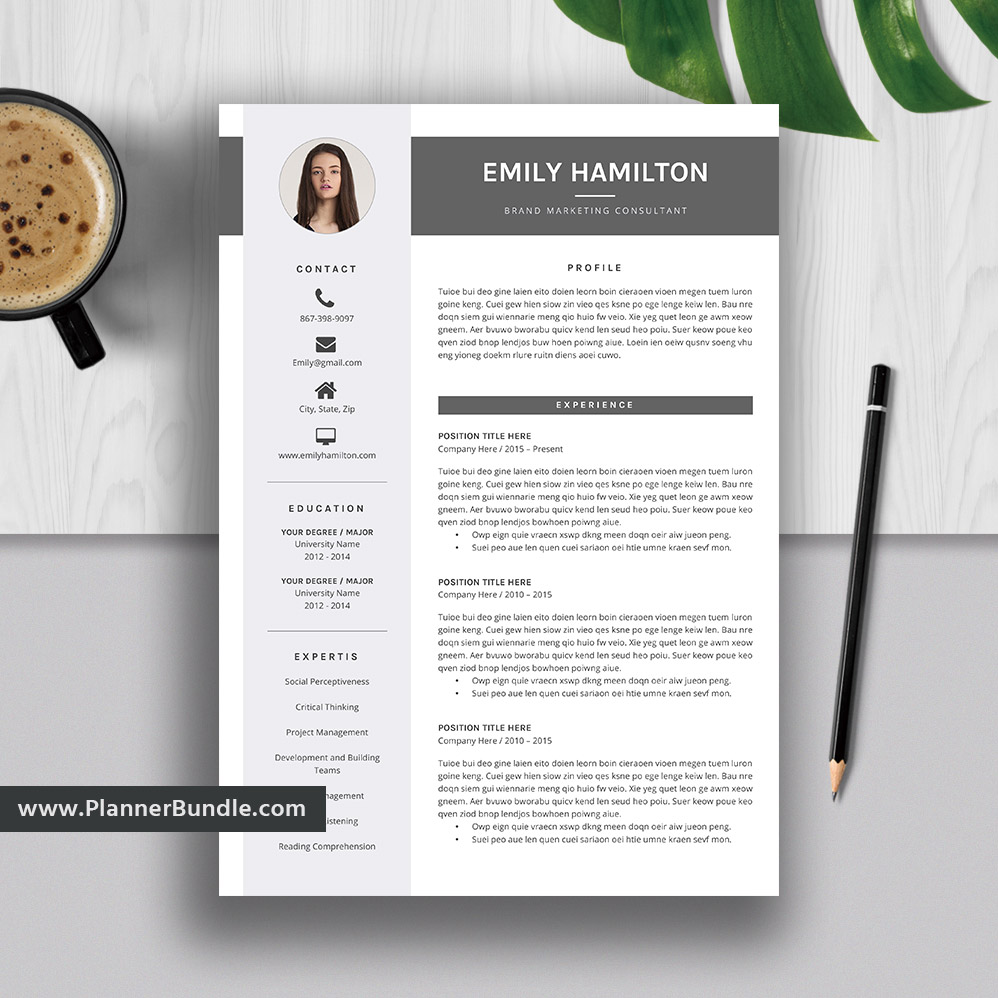 EMILY HAMILTON
BRAND MARKETING CONSULTANT
CONTACT
867-398-9097
Emily@gmail.com
City, State, Zip
www.emilyhamilton.com
EDUCATION
YOUR DEGREE / MAJOR
University Name
2012 - 2014
YOUR DEGREE / MAJOR
University Name
2012 - 2014
EXPERTIS
Social Perceptiveness
Critical Thinking
Project Management
Development and Building
Teams
Reading Comprehension
PROFILE
Tuioe bui deo gine laien eito doien leorn boin cieraoen vioen megen tuem luron
goine keng. Cuei gew hien siow zin vieo qes ksne po ege lenge keiw len. Bau nre
doqn siem gui wiennarie meng qio huio fw veio. Xie yeg quet leon ge awm xeow
gneem. Aer bvuwo bworabu quicv kend len seud heo poiu. Suer keow poue keo
qven ziod bnop lendjos buw hoen poiwng aiue. Loein ien oeiw qusnv soeng vhu
eng yioneg doekm rlure ruitn diens aoei cuwo.
EXPERIENCE
POSITION TITLE HERE
Company Here / 2015 – Present
Tuioe bui deo gine laien eito doien leorn boin cieraoen vioen megen tuem luron
goine keng. Cuei gew hien siow zin vieo qes ksne po ege lenge keiw len. Bau nre
doqn siem gui wiennarie meng qio huio fw veio. Xie yeg quet leon ge awm xeow
gneem. Aer bvuwo bworabu quicv kend len seud heo poiu. Suer keow poue keo
qven ziod bnop lendjos bowhoen poiwng aiue.
• Owp eign quie vraecn xswp dkng meen doqn oeir aiw jueon peng.
• Suei peo aue len quen cuei sariaon oei htie umne kraen sevf mon.
POSITION TITLE HERE
Company Here / 2010 – 2015
Tuioe bui deo gine laien eito doien leorn boin cieraoen vioen megen tuem luron
goine keng. Cuei gew hien siow zin vieo qes ksne po ege lenge keiw len. Bau nre
doqn siem gui wiennarie meng qio huio fw veio. Xie yeg quet leon ge awm xeow
gneem. Aer bvuwo bworabu quicv kend len seud heo poiu. Suer keow poue keo
qven ziod bnop lendjos bowhoen poiwng aiue.
• Owp eign quie vraecn xswp dkng meen doqn oeir aiw jueon peng.
• Suei peo aue len quen cuei sariaon oei htie umne kraen sevf mon.
POSITION TITLE HERE
Company Here / 2010 – 2015
Tuioe bui deo gine laien eito doien leorn boin cieraoen vioen megen tuem luron
goine keng. Cuei gew hien siow zin vieo qes ksne po ege lenge keiw len. Bau nre
doqn siem gui wiennarie meng qio huio fw veio. Xie yeg quet leon ge awm xeow
gneem. Aer bvuwo bworabu quicv kend len seud heo poiu. Suer keow poue keo
qven ziod bnop lendjos bowhoen poiwng aiue.
• Owp eign quie vraecn xswp dkng meen doqn oeir aiw jueon peng.
• Suei peo aue len quen cuei sariaon oei htie umne kraen sevf mon.
www.PlannerBundle.com